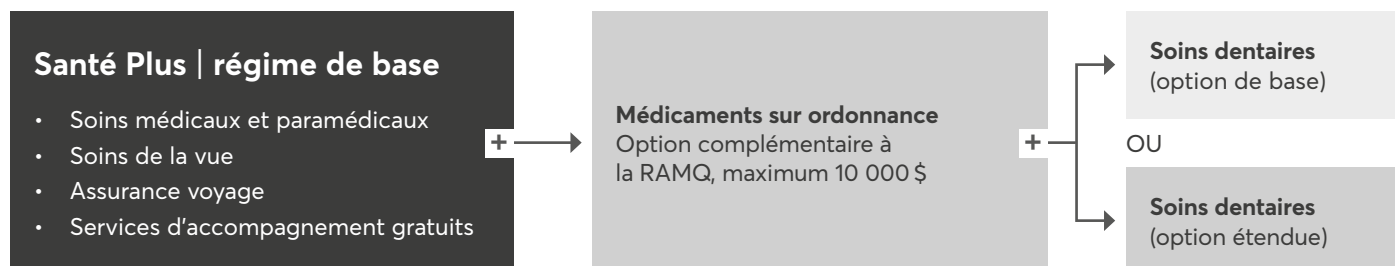 Santé Plus | régime de base
• Soins médicaux et paramédicaux
• Soins de la vue
• Assurance voyage
• Services d'accompagnement gratuits
+
Médicaments sur ordonnance
Option complémentaire à
la RAMQ, maximum 10 000 $
+
Soins dentaires
(option de base)
OU
Soins dentaires
(option étendue)